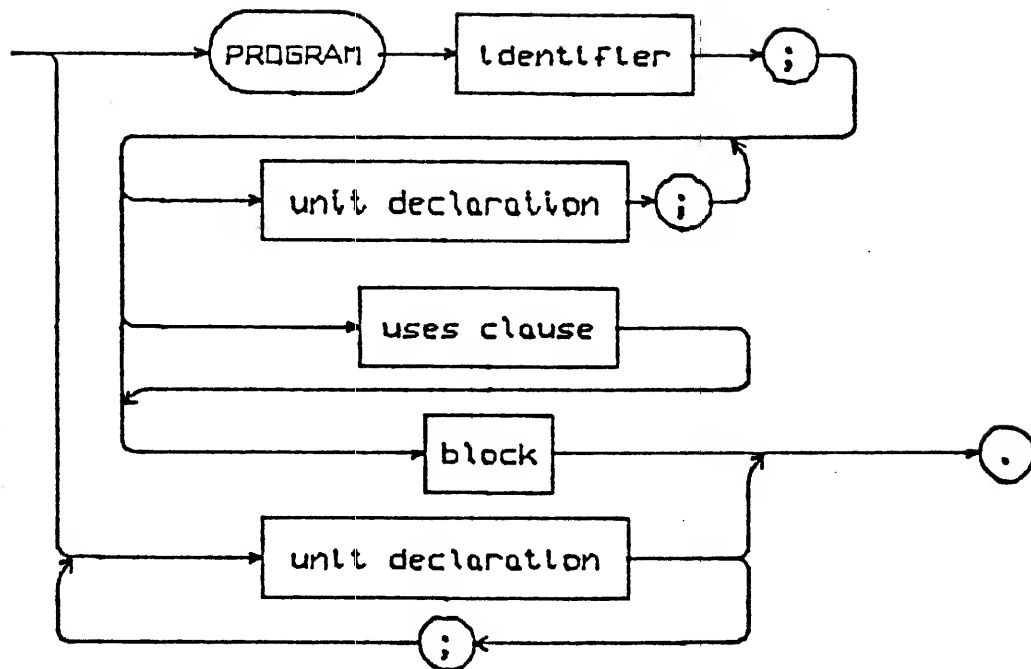 PROGRAM identifier ;
unit declaration ;
uses clause
block .
unit declaration
;